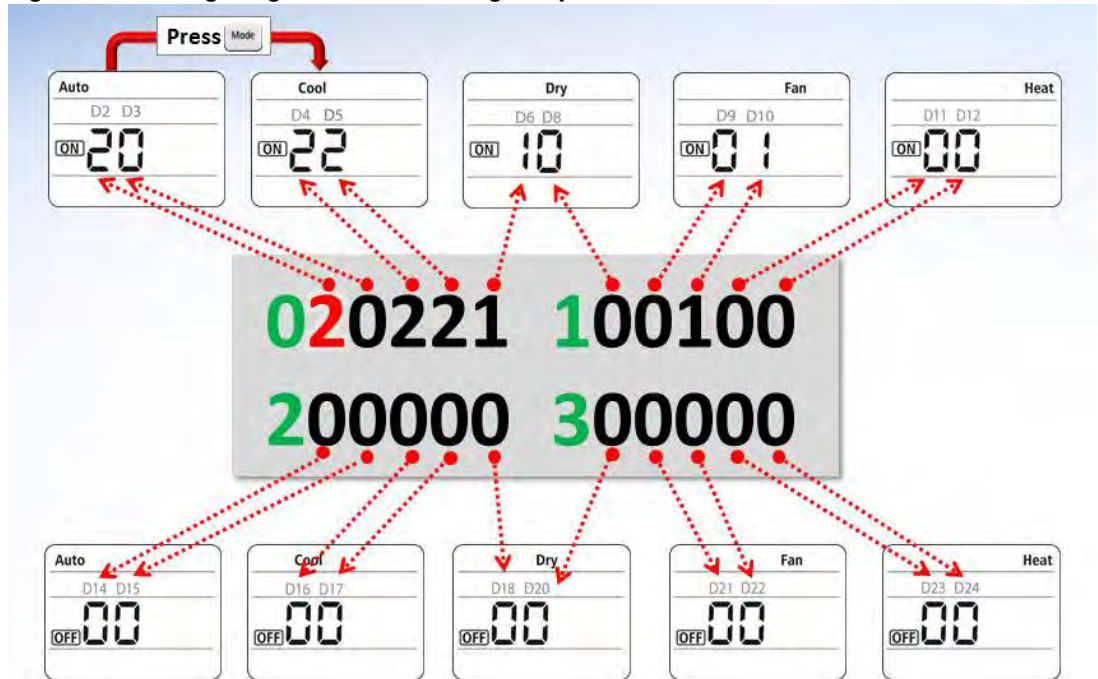 Press Mode
Auto
D2 D3
ON 20
Cool
D4 D5
ON 22
Dry
D6 D8
ON 10
Fan
D9 D10
ON 01
Heat
D11 D12
ON 00
020221 100100
200000 300000
Auto
D14 D15
OFF 00
Cool
D16 D17
OFF 00
Dry
D18 D20
OFF 00
Fan
D21 D22
OFF 00
Heat
D23 D24
OFF 00